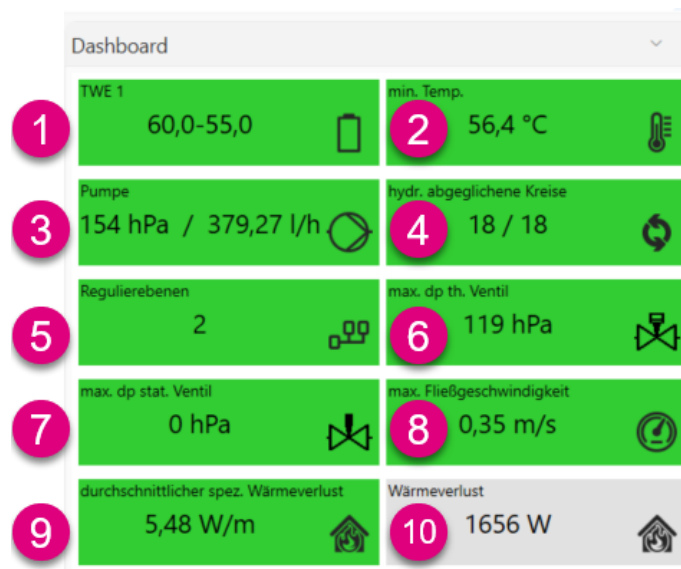 Dashboard
TWE 1
1
60,0-55,0
min. Temp.
2
56,4 °C
Pumpe
3
154 hPa / 379,27 l/h
hydr. abgeglichene Kreise
4
18 / 18
Regulierebenen
5
2
max. dp th. Ventil
6
119 hPa
max. dp stat. Ventil
7
0 hPa
max. Fließgeschwindigkeit
8
0,35 m/s
durchschnittlicher spez. Wärmeverlust
9
5,48 W/m
Wärmeverlust
10
1656 W